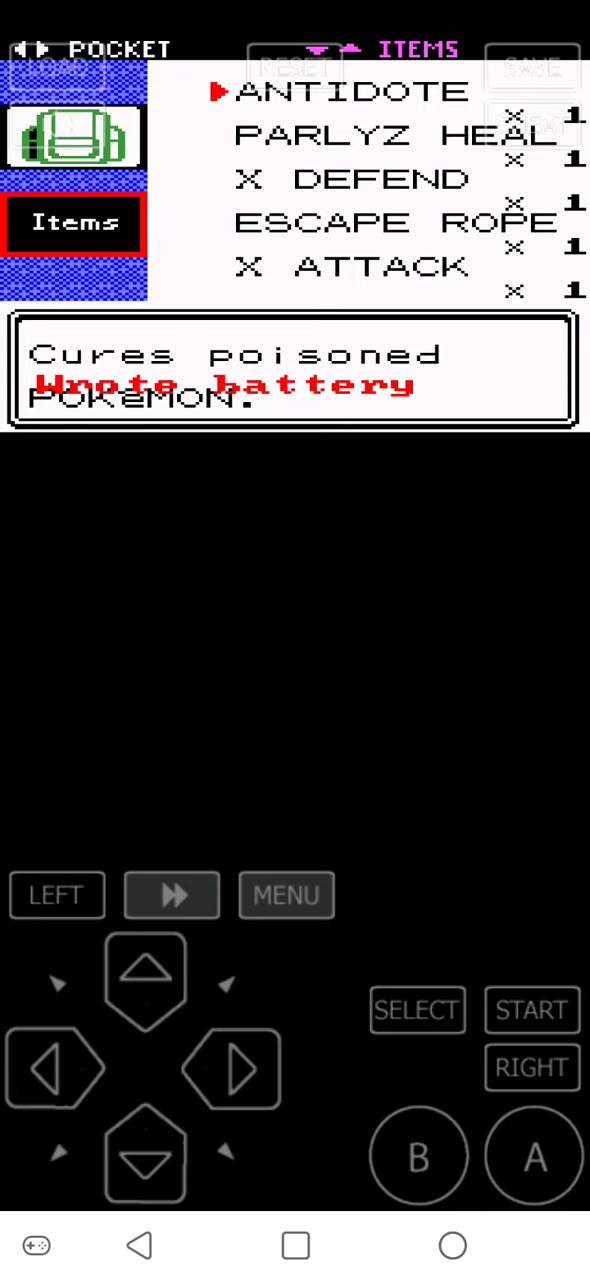 POCKET ITEMS
LOAD RESET SAVE
ANTIDOTE
× 1
PARLYZ HEAL
× 1
X DEFEND
× 1
Items
ESCAPE ROPE
× 1
X ATTACK
× 1
Cures poisoned
Wrote battery
POKéMON.
LEFT MENU
SELECT START
RIGHT
B A